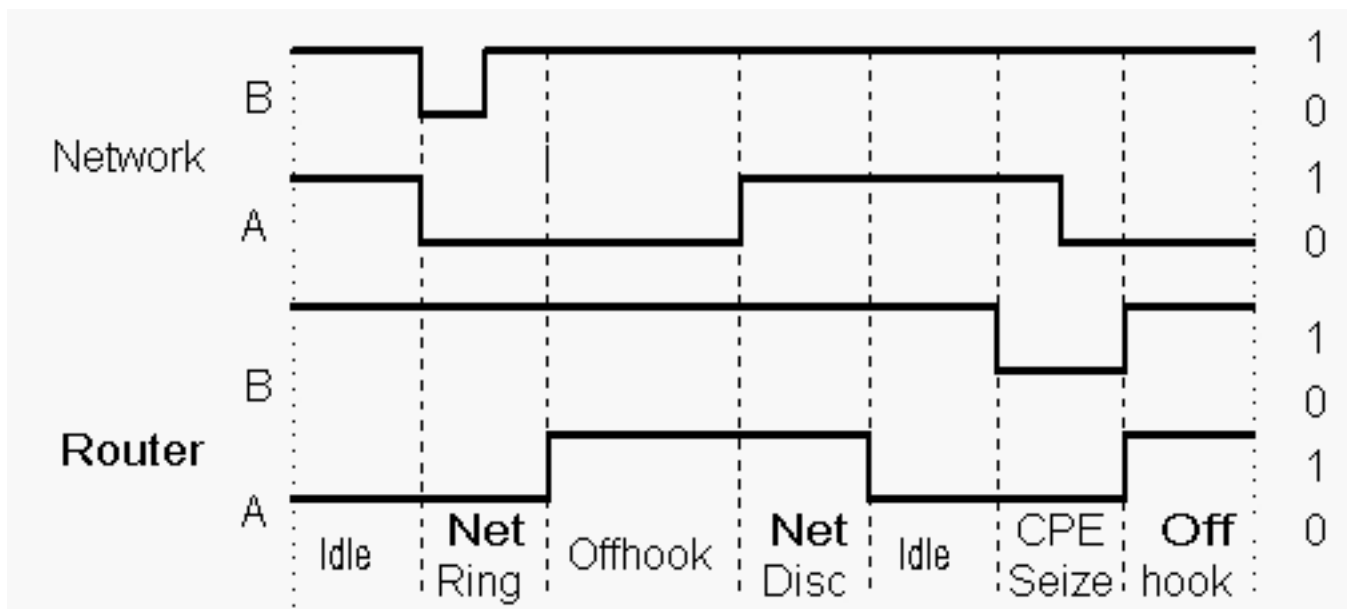 1
B
0
Network
1
A
0
1
B
0
Router
1
A
0
Idle
Net
Ring
Offhook
Net
Disc
Idle
CPE
Seize
Off
hook